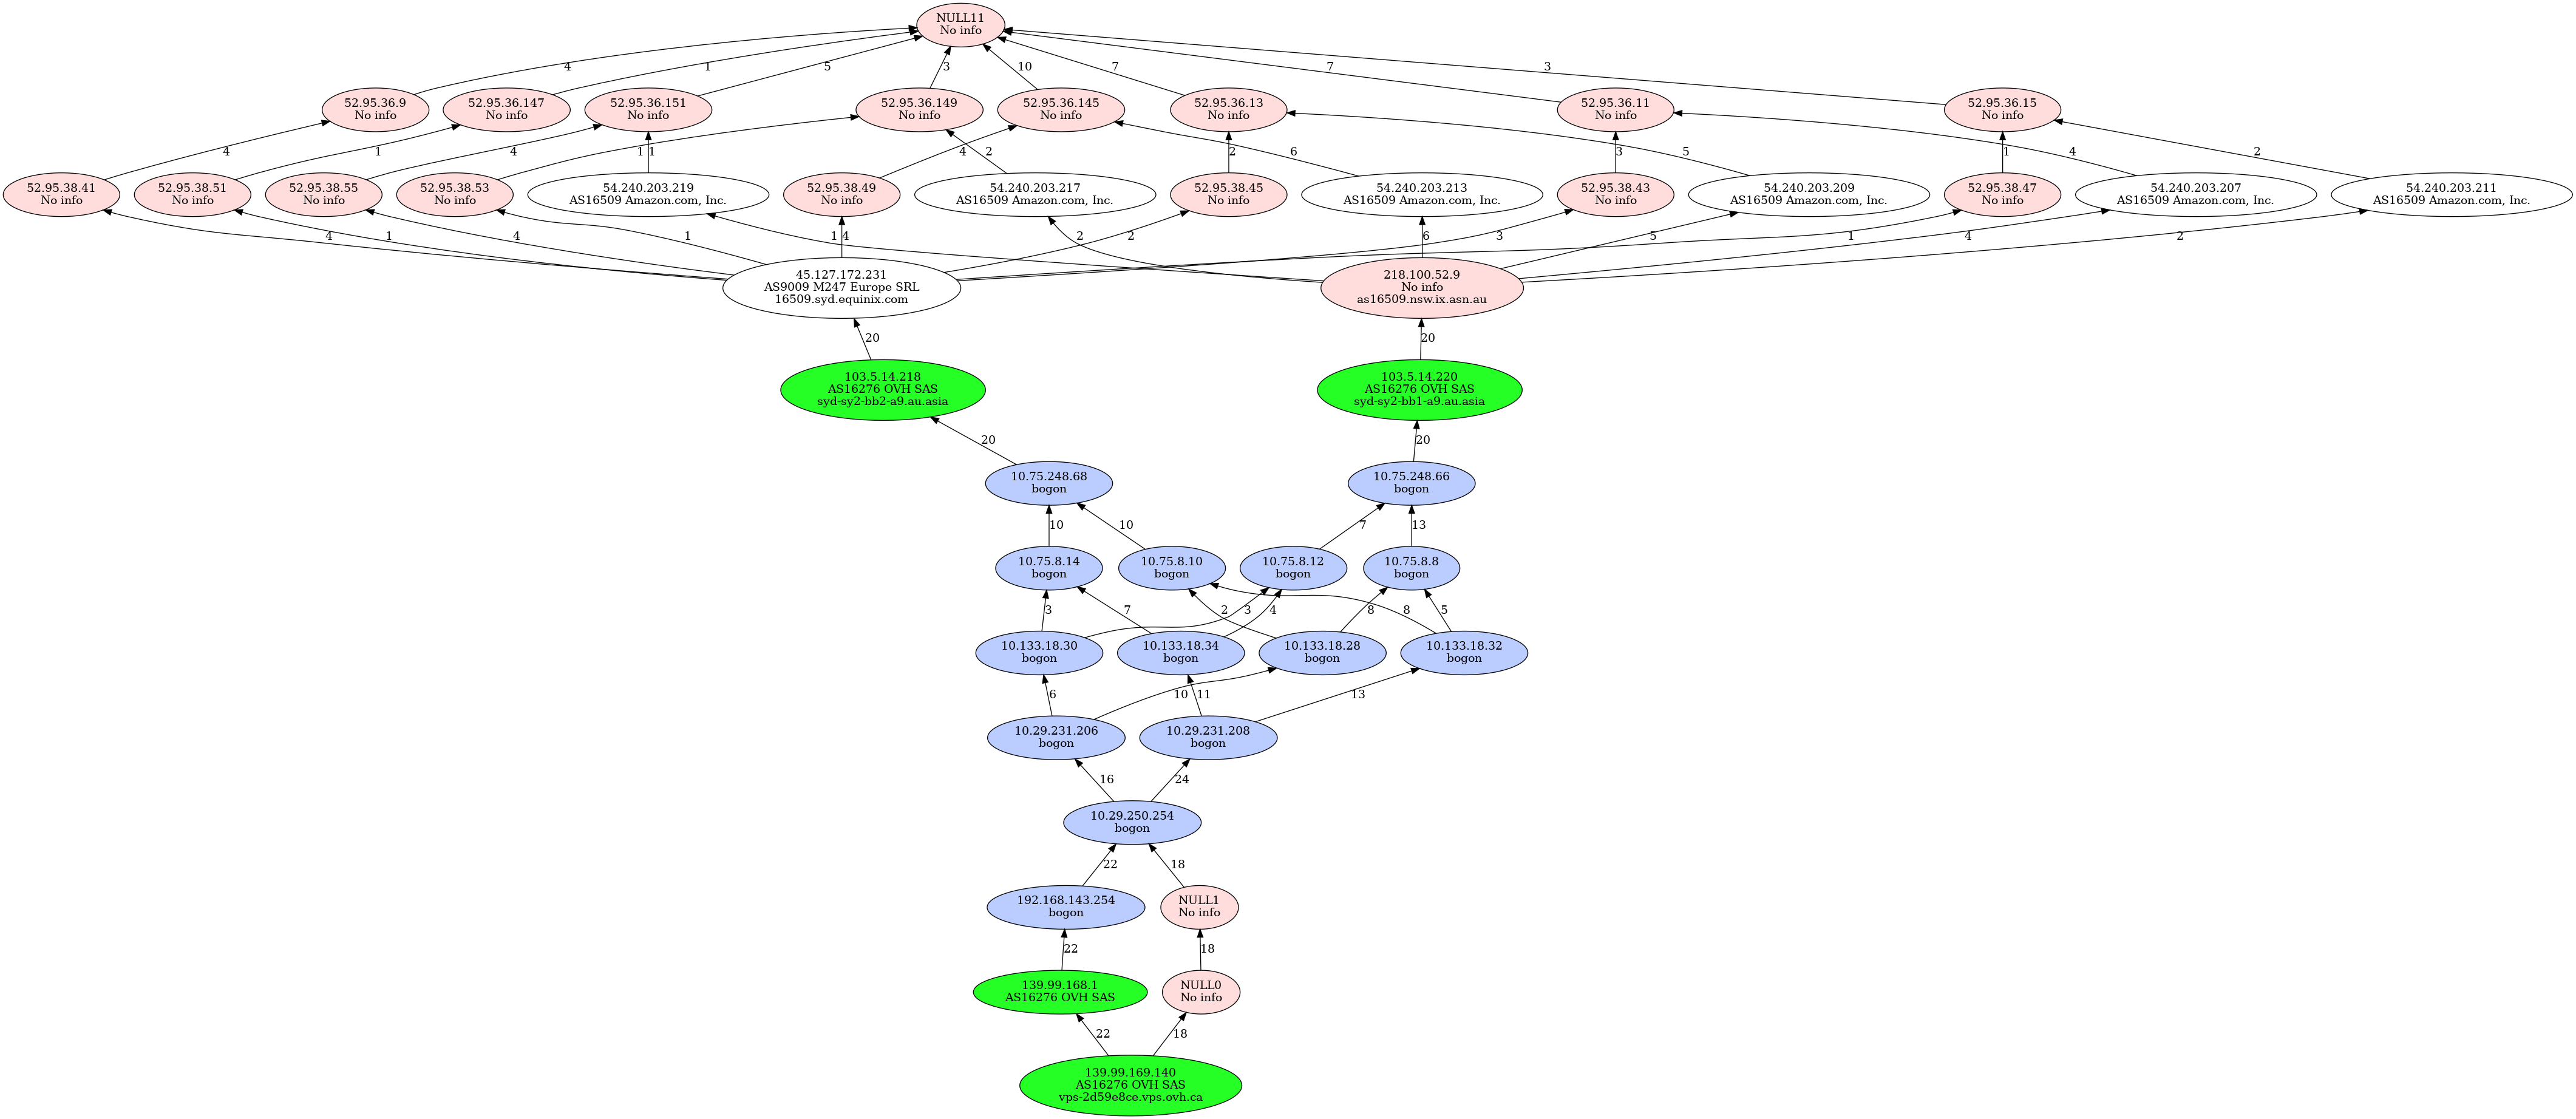 NULL11
No info
4
1
5
3
10
7
7
3
52.95.36.9
No info
52.95.36.147
No info
52.95.36.151
No info
52.95.36.149
No info
52.95.36.145
No info
52.95.36.13
No info
52.95.36.11
No info
52.95.36.15
No info
4
1
4
1
1
4
2
2
6
3
5
1
4
2
52.95.38.41
No info
52.95.38.51
No info
52.95.38.55
No info
52.95.38.53
No info
54.240.203.219
AS16509 Amazon.com, Inc.
52.95.38.49
No info
54.240.203.217
AS16509 Amazon.com, Inc.
52.95.38.45
No info
54.240.203.213
AS16509 Amazon.com, Inc.
52.95.38.43
No info
54.240.203.209
AS16509 Amazon.com, Inc.
52.95.38.47
No info
54.240.203.207
AS16509 Amazon.com, Inc.
54.240.203.211
AS16509 Amazon.com, Inc.
4
1
4
1
1
4
2
2
6
3
5
1
4
2
45.127.172.231
AS9009 M247 Europe SRL
16509.syd.equinix.com
218.100.52.9
No info
as16509.nsw.ix.asn.au
20
20
103.5.14.218
AS16276 OVH SAS
syd-sy2-bb2-a9.au.asia
103.5.14.220
AS16276 OVH SAS
syd-sy2-bb1-a9.au.asia
20
20
10.75.248.68
bogon
10.75.248.66
bogon
10
10
7
13
10.75.8.14
bogon
10.75.8.10
bogon
10.75.8.12
bogon
10.75.8.8
bogon
3
7
2
3
4
8
8
5
10.133.18.30
bogon
10.133.18.34
bogon
10.133.18.28
bogon
10.133.18.32
bogon
6
10
11
13
10.29.231.206
bogon
10.29.231.208
bogon
16
24
10.29.250.254
bogon
22
18
192.168.143.254
bogon
NULL1
No info
22
18
139.99.168.1
AS16276 OVH SAS
NULL0
No info
22
18
139.99.169.140
AS16276 OVH SAS
vps-2d59e8ce.vps.ovh.ca